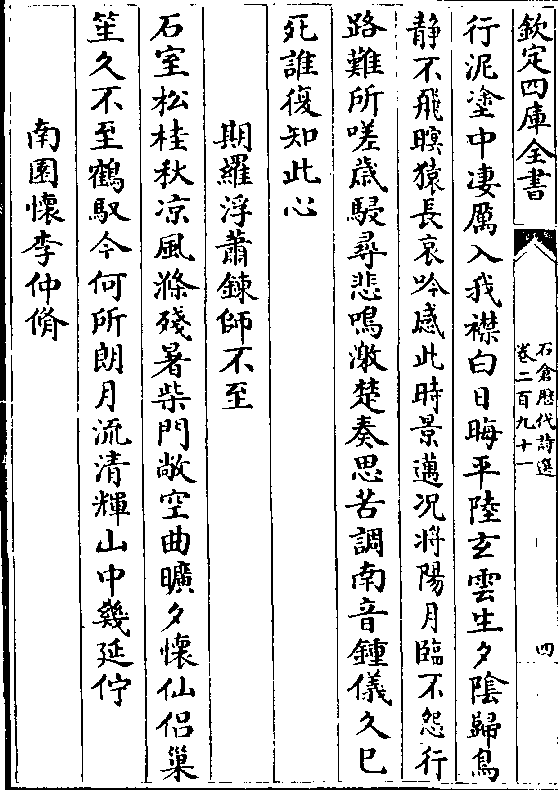 欽定四庫全書
石倉歴代詩選
卷二百九十一
四
行泥塗中凄厲入我襟白日晦平陸玄雲生夕陰歸鳥
静不飛暝猿長哀吟感此時景邁况將陽月臨不怨行
路難所嗟歲駸尋悲鳴激楚奏思苦調南音鍾儀久已
死誰復知此心
期羅浮蕭鍊師不至
石室松桂秋凉風滌殘暑柴門敞空曲曠夕懐仙侣巢
笙久不至鶴馭今何所朗月流清輝山中幾延佇
南園懐李仲脩